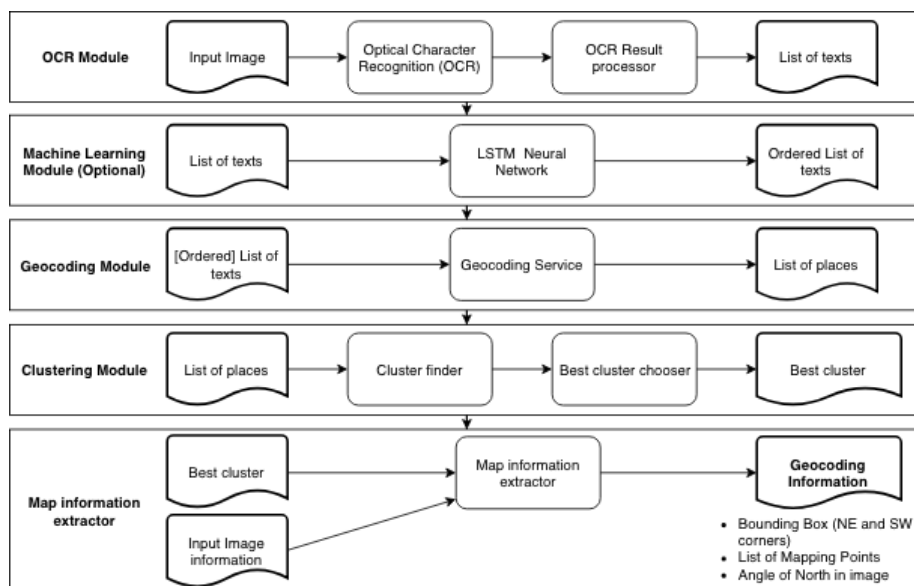 OCR Module
Input Image
Optical Character
Recognition (OCR)
OCR Result
processor
List of texts
Machine Learning
Module (Optional)
List of texts
LSTM Neural
Network
Ordered List of
texts
Geocoding Module
[Ordered] List of
texts
Geocoding Service
List of places
Clustering Module
List of places
Cluster finder
Best cluster chooser
Best cluster
Map information
extractor
Best cluster
Input Image
information
Map information
extractor
Geocoding
Information
• Bounding Box (NE and SW
corners)
• List of Mapping Points
• Angle of North in image